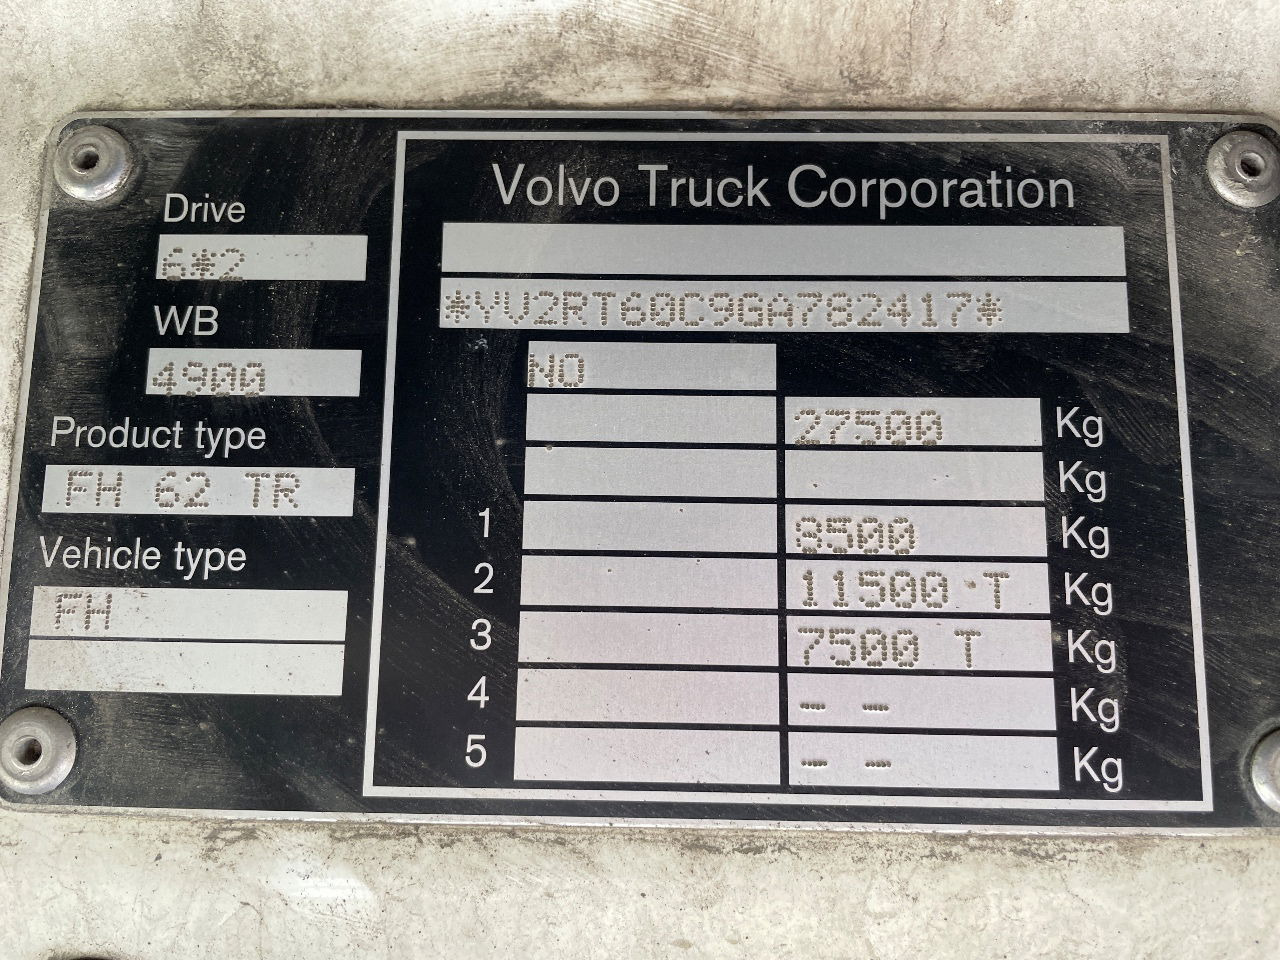 Volvo Truck Corporation
Drive
6*2
WB
4900
Product type
FH 62 TR
Vehicle type
FH
*YV2RT60C9GA782417*
NO
27500 Kg
Kg
1 8500 Kg
2 11500 T Kg
3 7500 T Kg
4 -- -- Kg
5 -- -- Kg